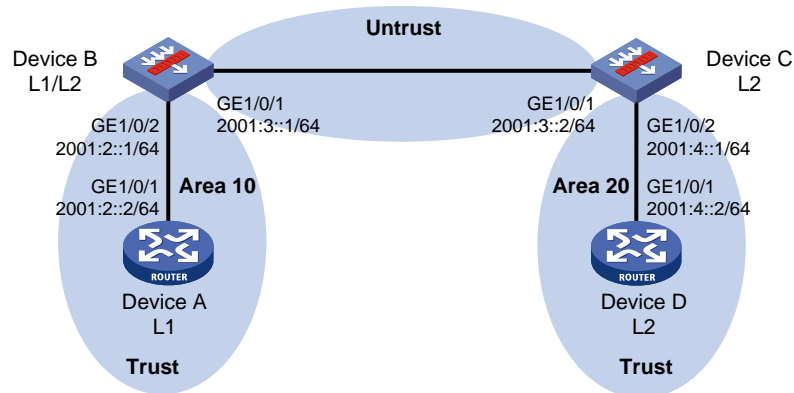 Untrust
Device B
L1/L2
Device C
L2
GE1/0/1
2001:3::1/64
GE1/0/1
2001:3::2/64
GE1/0/2
2001:2::1/64
GE1/0/2
2001:4::1/64
GE1/0/1
2001:2::2/64
Area 10
Area 20
GE1/0/1
2001:4::2/64
ROUTER
ROUTER
Device A
L1
Device D
L2
Trust
Trust